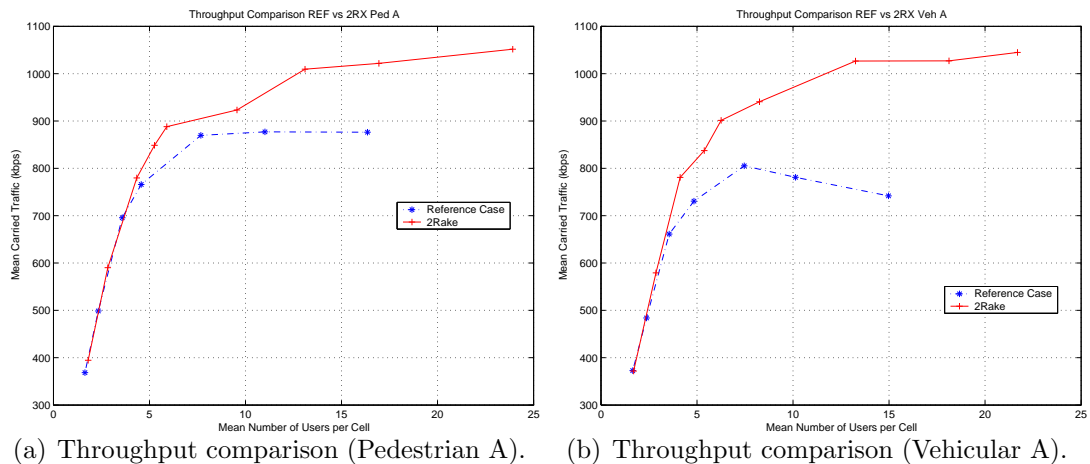 Throughput Comparison REF vs 2RX Ped A
1100
1000
900
800
700
600
500
400
300
Mean Carried Traffic (kbps)
Reference Case
2Rake
0 5 10 15 20 25
Mean Number of Users per Cell
(a) Throughput comparison (Pedestrian A).
Throughput Comparison REF vs 2RX Veh A
1100
1000
900
800
700
600
500
400
300
Mean Carried Traffic (kbps)
Reference Case
2Rake
0 5 10 15 20 25
Mean Number of Users per Cell
(b) Throughput comparison (Vehicular A).